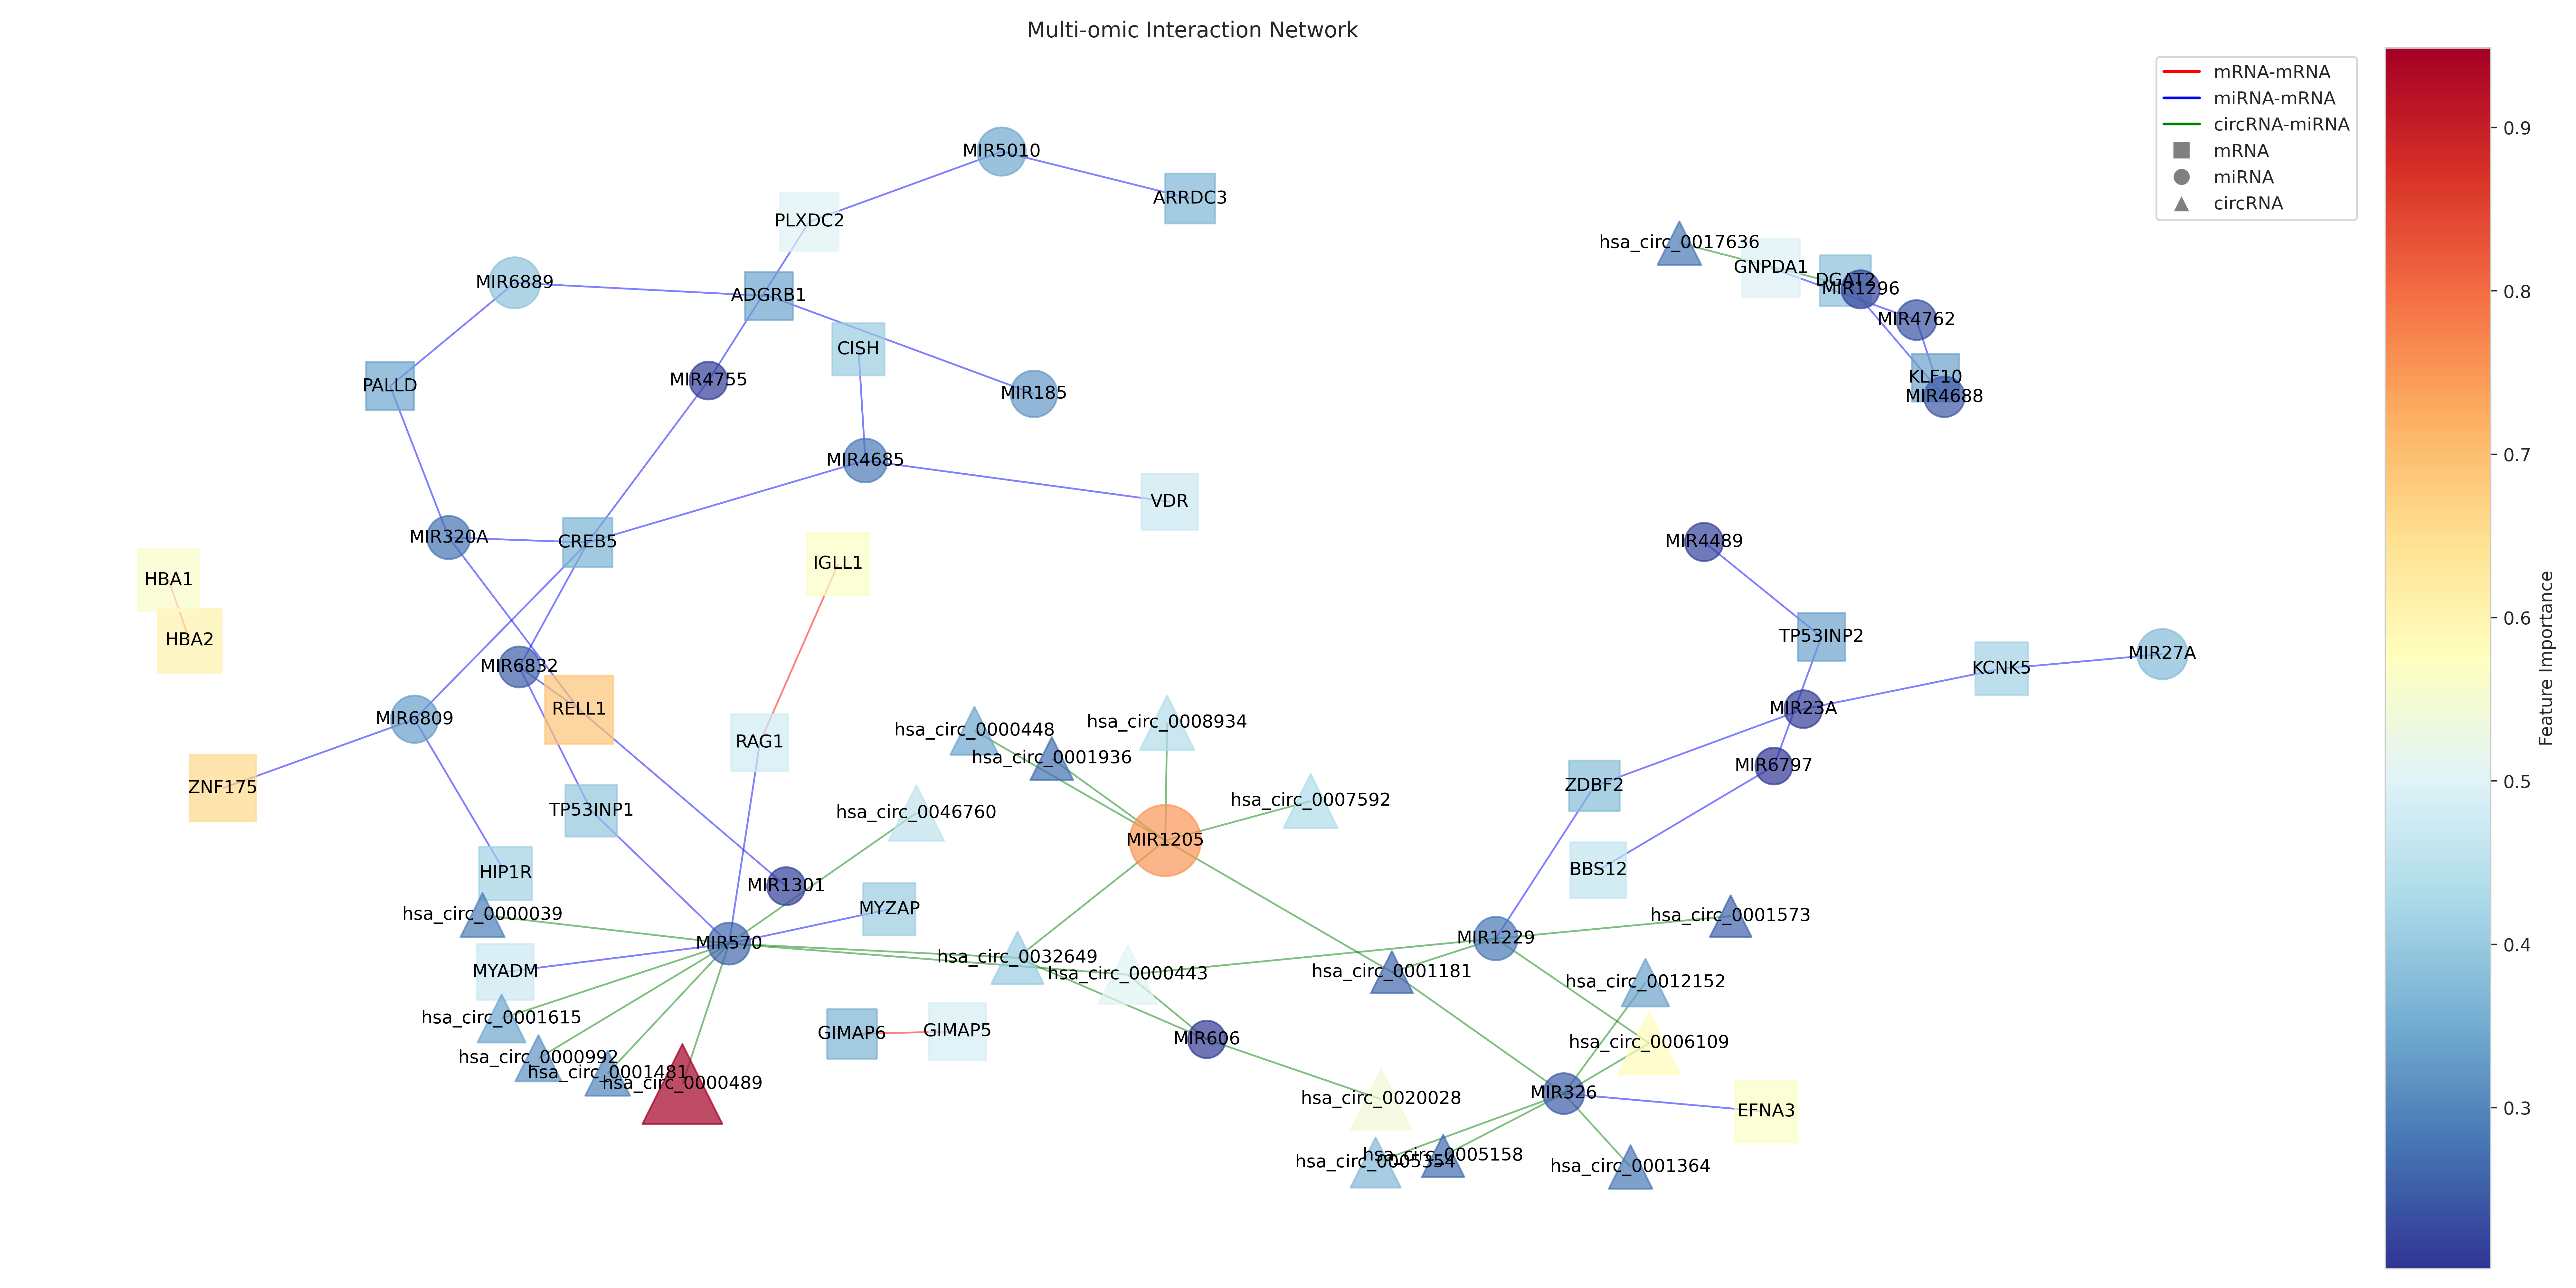 Multi-omic Interaction Network
mRNA-mRNA
miRNA-mRNA
circRNA-miRNA
mRNA
miRNA
circRNA
0.9
0.8
0.7
0.6
0.5
0.4
0.3
Feature Importance
MIR5010
ARRDC3
PLXDC2
hsa_circ_0017636
GNPDA1
DGAT2
MIR1296
MIR6889
ADGRB1
MIR4762
CISH
KLF10
MIR4688
PALLD
MIR4755
MIR185
MIR4685
VDR
MIR320A
CREB5
MIR4489
IGLL1
HBA1
HBA2
TP53INP2
MIR27A
KCNK5
MIR6832
RELL1
MIR23A
MIR6809
hsa_circ_0008934
hsa_circ_0000448
RAG1
hsa_circ_0001936
MIR6797
ZNF175
ZDBF2
hsa_circ_0007592
TP53INP1
hsa_circ_0046760
MIR1205
HIP1R
BBS12
MIR1301
MYZAP
hsa_circ_0000039
hsa_circ_0001573
MIR570
MIR1229
hsa_circ_0032649
MYADM
hsa_circ_0000443
hsa_circ_0001181
hsa_circ_0012152
hsa_circ_0001615
GIMAP6
GIMAP5
MIR606
hsa_circ_0006109
hsa_circ_0000992
hsa_circ_0001481
hsa_circ_0000489
MIR326
hsa_circ_0020028
EFNA3
hsa_circ_0005158
hsa_circ_0005354
hsa_circ_0001364